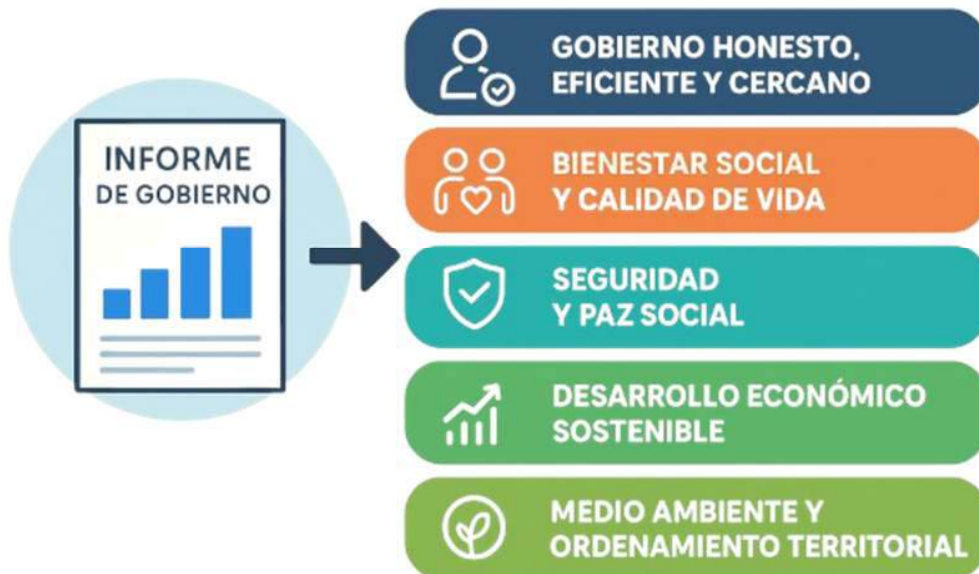 INFORME
DE GOBIERNO
GOBIERNO HONESTO,
EFICIENTE Y CERCANO
BIENESTAR SOCIAL
Y CALIDAD DE VIDA
SEGURIDAD
Y PAZ SOCIAL
DESARROLLO ECONÓMICO
SOSTENIBLE
MEDIO AMBIENTE Y
ORDENAMIENTO TERRITORIAL